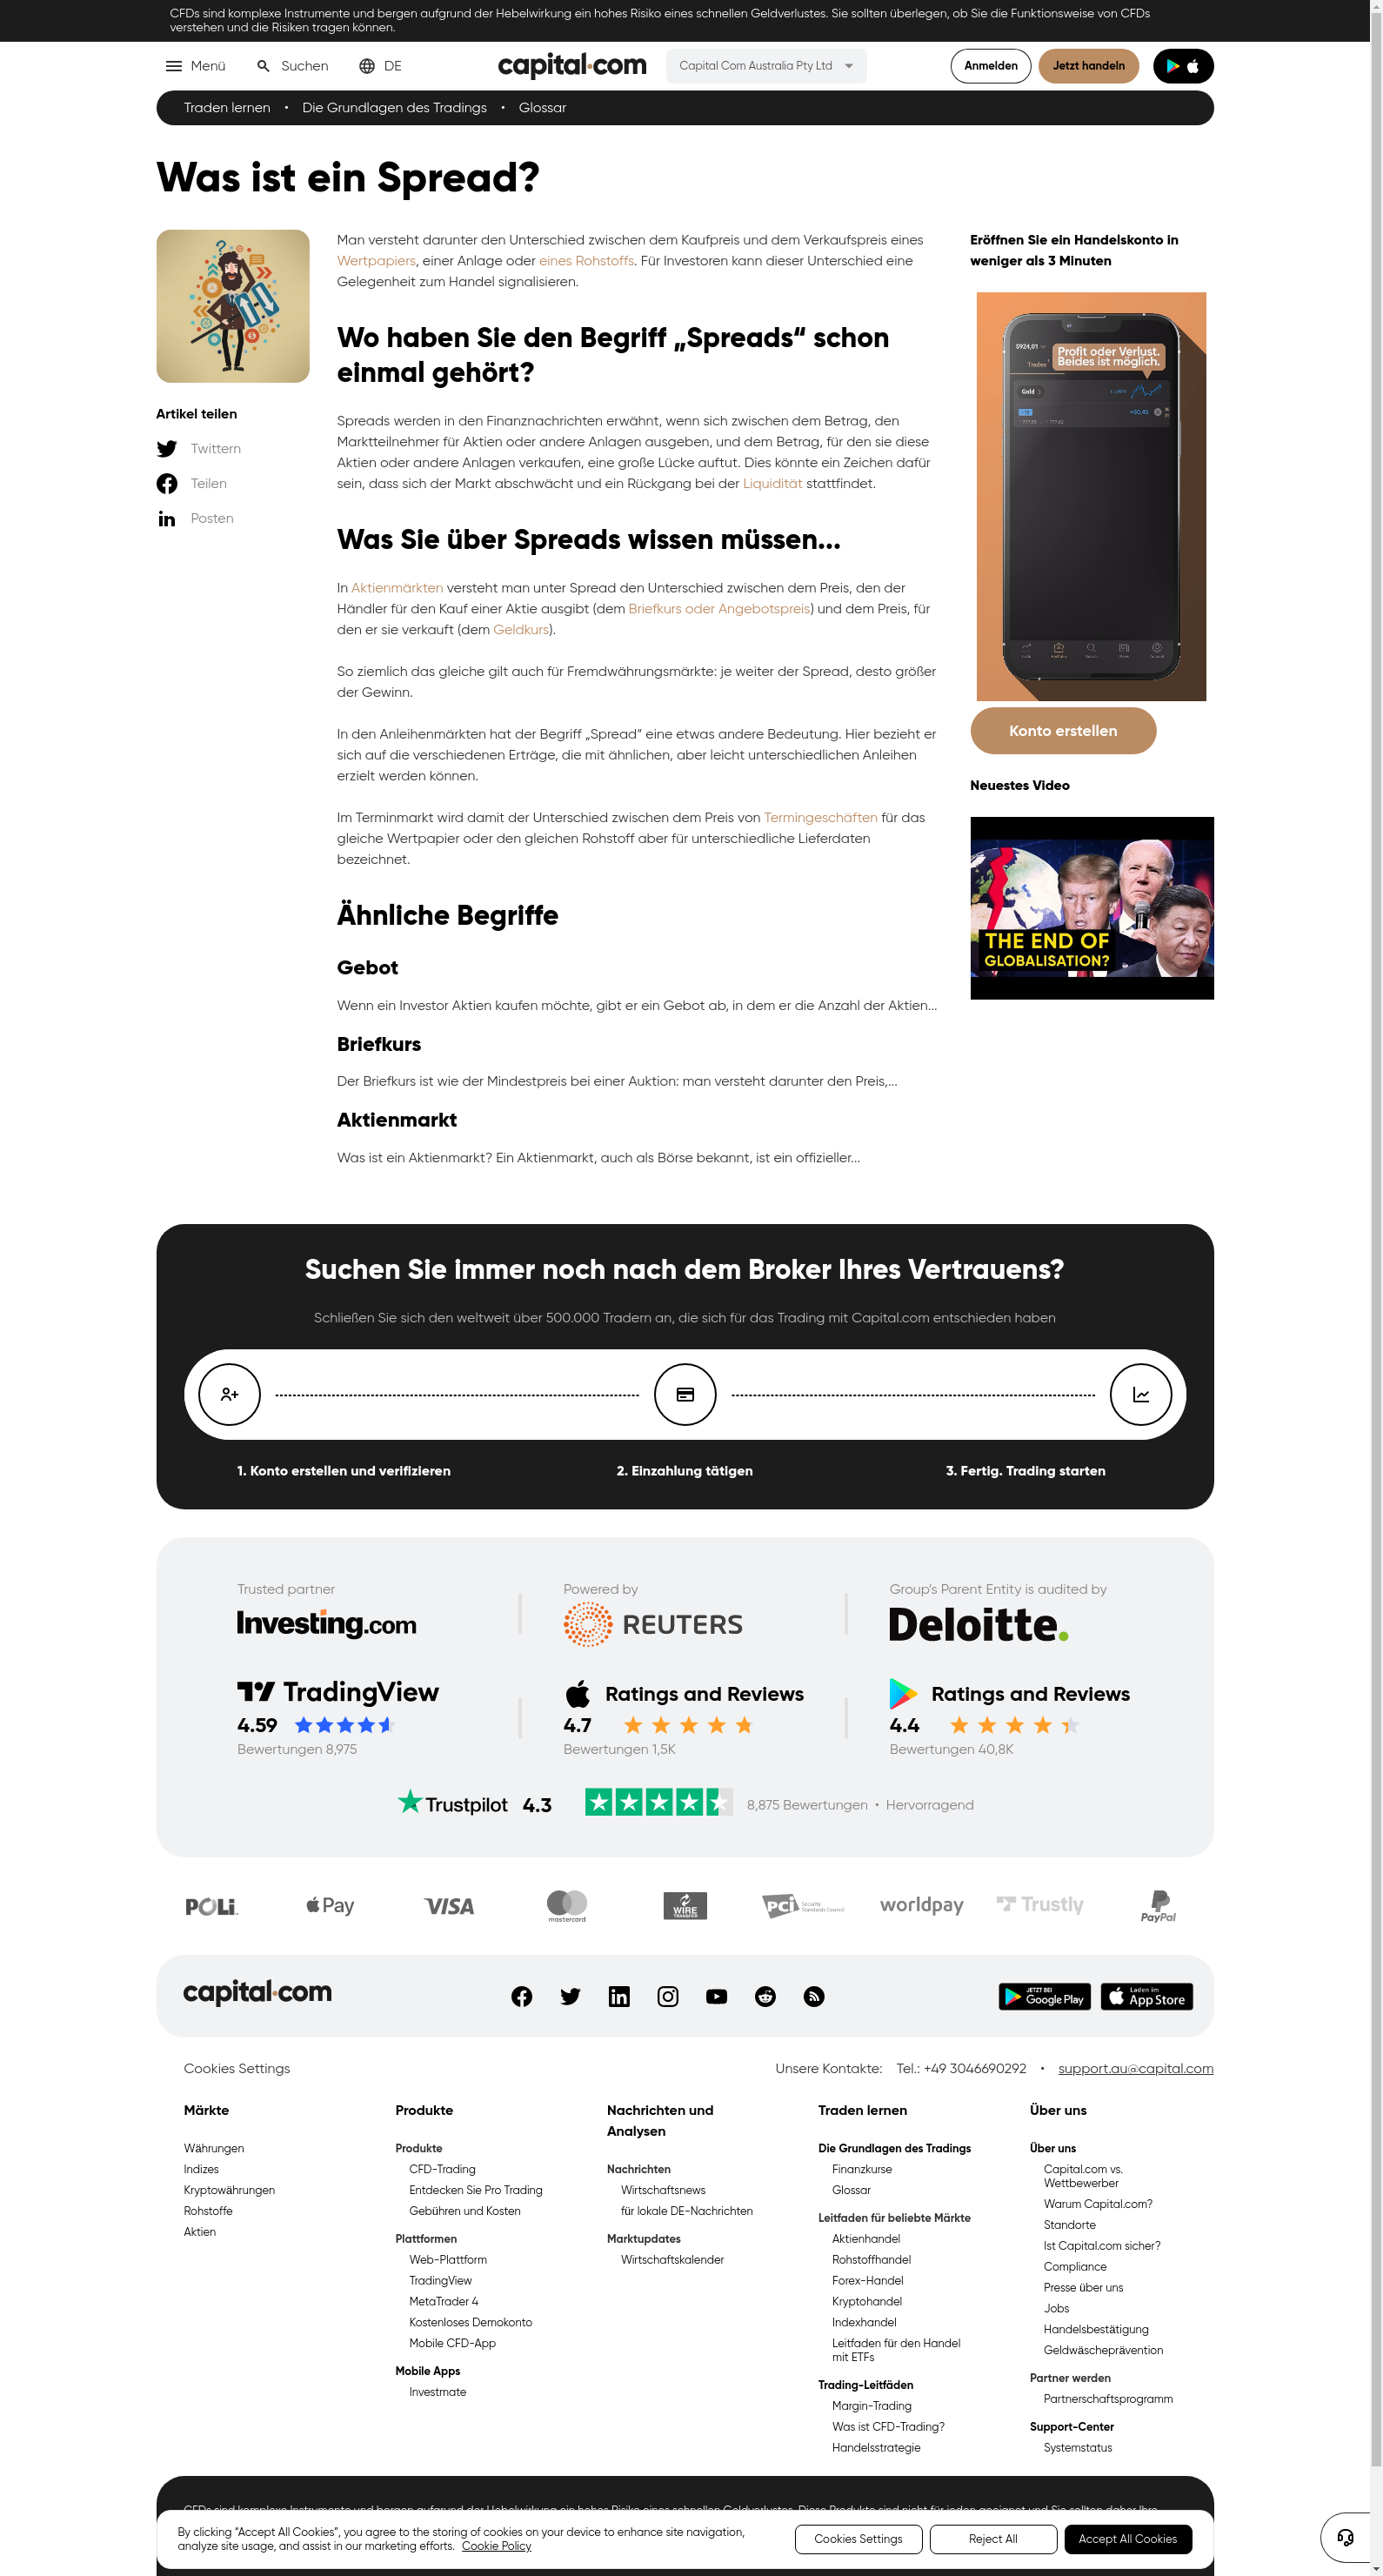 CFDs sind komplexe Instrumente und bergen aufgrund der Hebelwirkung ein hohes Risiko eines schnellen Geldverlustes. Sie sollten überlegen, ob Sie die Funktionsweise von CFDs
verstehen und die Risiken tragen können.
Menü
Suchen
DE
capital.com
Capital Com Australia Pty Ltd
Anmelden
Jetzt handeln
Traden lernen • Die Grundlagen des Tradings • Glossar
Was ist ein Spread?
Artikel teilen
Twittern
Teilen
Posten
Man versteht darunter den Unterschied zwischen dem Kaufpreis und dem Verkaufspreis eines
Wertpapiers, einer Anlage oder eines Rohstoffs. Für Investoren kann dieser Unterschied eine
Gelegenheit zum Handel signalisieren.
Wo haben Sie den Begriff „Spreads“ schon
einmal gehört?
Spreads werden in den Finanznachrichten erwähnt, wenn sich zwischen dem Betrag, den
Marktteilnehmer für Aktien oder andere Anlagen ausgeben, und dem Betrag, für den sie diese
Aktien oder andere Anlagen verkaufen, eine große Lücke auftut. Dies könnte ein Zeichen dafür
sein, dass sich der Markt abschwächt und ein Rückgang bei der Liquidität stattfindet.
Was Sie über Spreads wissen müssen...
In Aktienmärkten versteht man unter Spread den Unterschied zwischen dem Preis, den der
Händler für den Kauf einer Aktie ausgibt (dem Briefkurs oder Angebotspreis) und dem Preis, für
den er sie verkauft (dem Geldkurs).
So ziemlich das gleiche gilt auch für Fremdwährungsmärkte: je weiter der Spread, desto größer
der Gewinn.
In den Anleihenmärkten hat der Begriff „Spread” eine etwas andere Bedeutung. Hier bezieht er
sich auf die verschiedenen Erträge, die mit ähnlichen, aber leicht unterschiedlichen Anleihen
erzielt werden können.
Im Terminmarkt wird damit der Unterschied zwischen dem Preis von Termingeschäften für das
gleiche Wertpapier oder den gleichen Rohstoff aber für unterschiedliche Lieferdaten
bezeichnet.
Ähnliche Begriffe
Gebot
Wenn ein Investor Aktien kaufen möchte, gibt er ein Gebot ab, in dem er die Anzahl der Aktien...
Briefkurs
Der Briefkurs ist wie der Mindestpreis bei einer Auktion: man versteht darunter den Preis,...
Aktienmarkt
Was ist ein Aktienmarkt? Ein Aktienmarkt, auch als Börse bekannt, ist ein offizieller...
Eröffnen Sie ein Handelskonto in
weniger als 3 Minuten
$924,01
Profit oder Verlust.
Beides ist möglich.
Trades
Gold
Konto erstellen
Neuestes Video
THE END OF
GLOBALISATION?
Suchen Sie immer noch nach dem Broker Ihres Vertrauens?
Schließen Sie sich den weltweit über 500.000 Tradern an, die sich für das Trading mit Capital.com entschieden haben
1. Konto erstellen und verifizieren
2. Einzahlung tätigen
3. Fertig. Trading starten
Trusted partner
Investing.com
Powered by
REUTERS
Group’s Parent Entity is audited by
Deloitte.
TradingView
4.59
Bewertungen 8,975
Ratings and Reviews
4.7
Bewertungen 1,5K
Ratings and Reviews
4.4
Bewertungen 40,8K
Trustpilot 4.3
8,875 Bewertungen • Hervorragend
POLi
Pay
VISA
mastercard
WIRE
TRANSFER
PCI Security
Standards Council
worldpay
Trustly
PayPal
capital.com
JETZT BEI
Google Play
Laden im
App Store
Cookies Settings
Unsere Kontakte: Tel.: +49 3046690292 • support.au@capital.com
Märkte
Währungen
Indizes
Kryptowährungen
Rohstoffe
Aktien
Produkte
Produkte
CFD-Trading
Entdecken Sie Pro Trading
Gebühren und Kosten
Plattformen
Web-Plattform
TradingView
MetaTrader 4
Kostenloses Demokonto
Mobile CFD-App
Mobile Apps
Investmate
Nachrichten und
Analysen
Nachrichten
Wirtschaftsnews
für lokale DE-Nachrichten
Marktupdates
Wirtschaftskalender
Traden lernen
Die Grundlagen des Tradings
Finanzkurse
Glossar
Leitfaden für beliebte Märkte
Aktienhandel
Rohstoffhandel
Forex-Handel
Kryptohandel
Indexhandel
Leitfaden für den Handel
mit ETFs
Trading-Leitfäden
Margin-Trading
Was ist CFD-Trading?
Handelsstrategie
Über uns
Über uns
Capital.com vs.
Wettbewerber
Warum Capital.com?
Standorte
Ist Capital.com sicher?
Compliance
Presse über uns
Jobs
Handelsbestätigung
Geldwäscheprävention
Partner werden
Partnerschaftsprogramm
Support-Center
Systemstatus
By clicking “Accept All Cookies”, you agree to the storing of cookies on your device to enhance site navigation,
analyze site usage, and assist in our marketing efforts. Cookie Policy
Cookies Settings
Reject All
Accept All Cookies